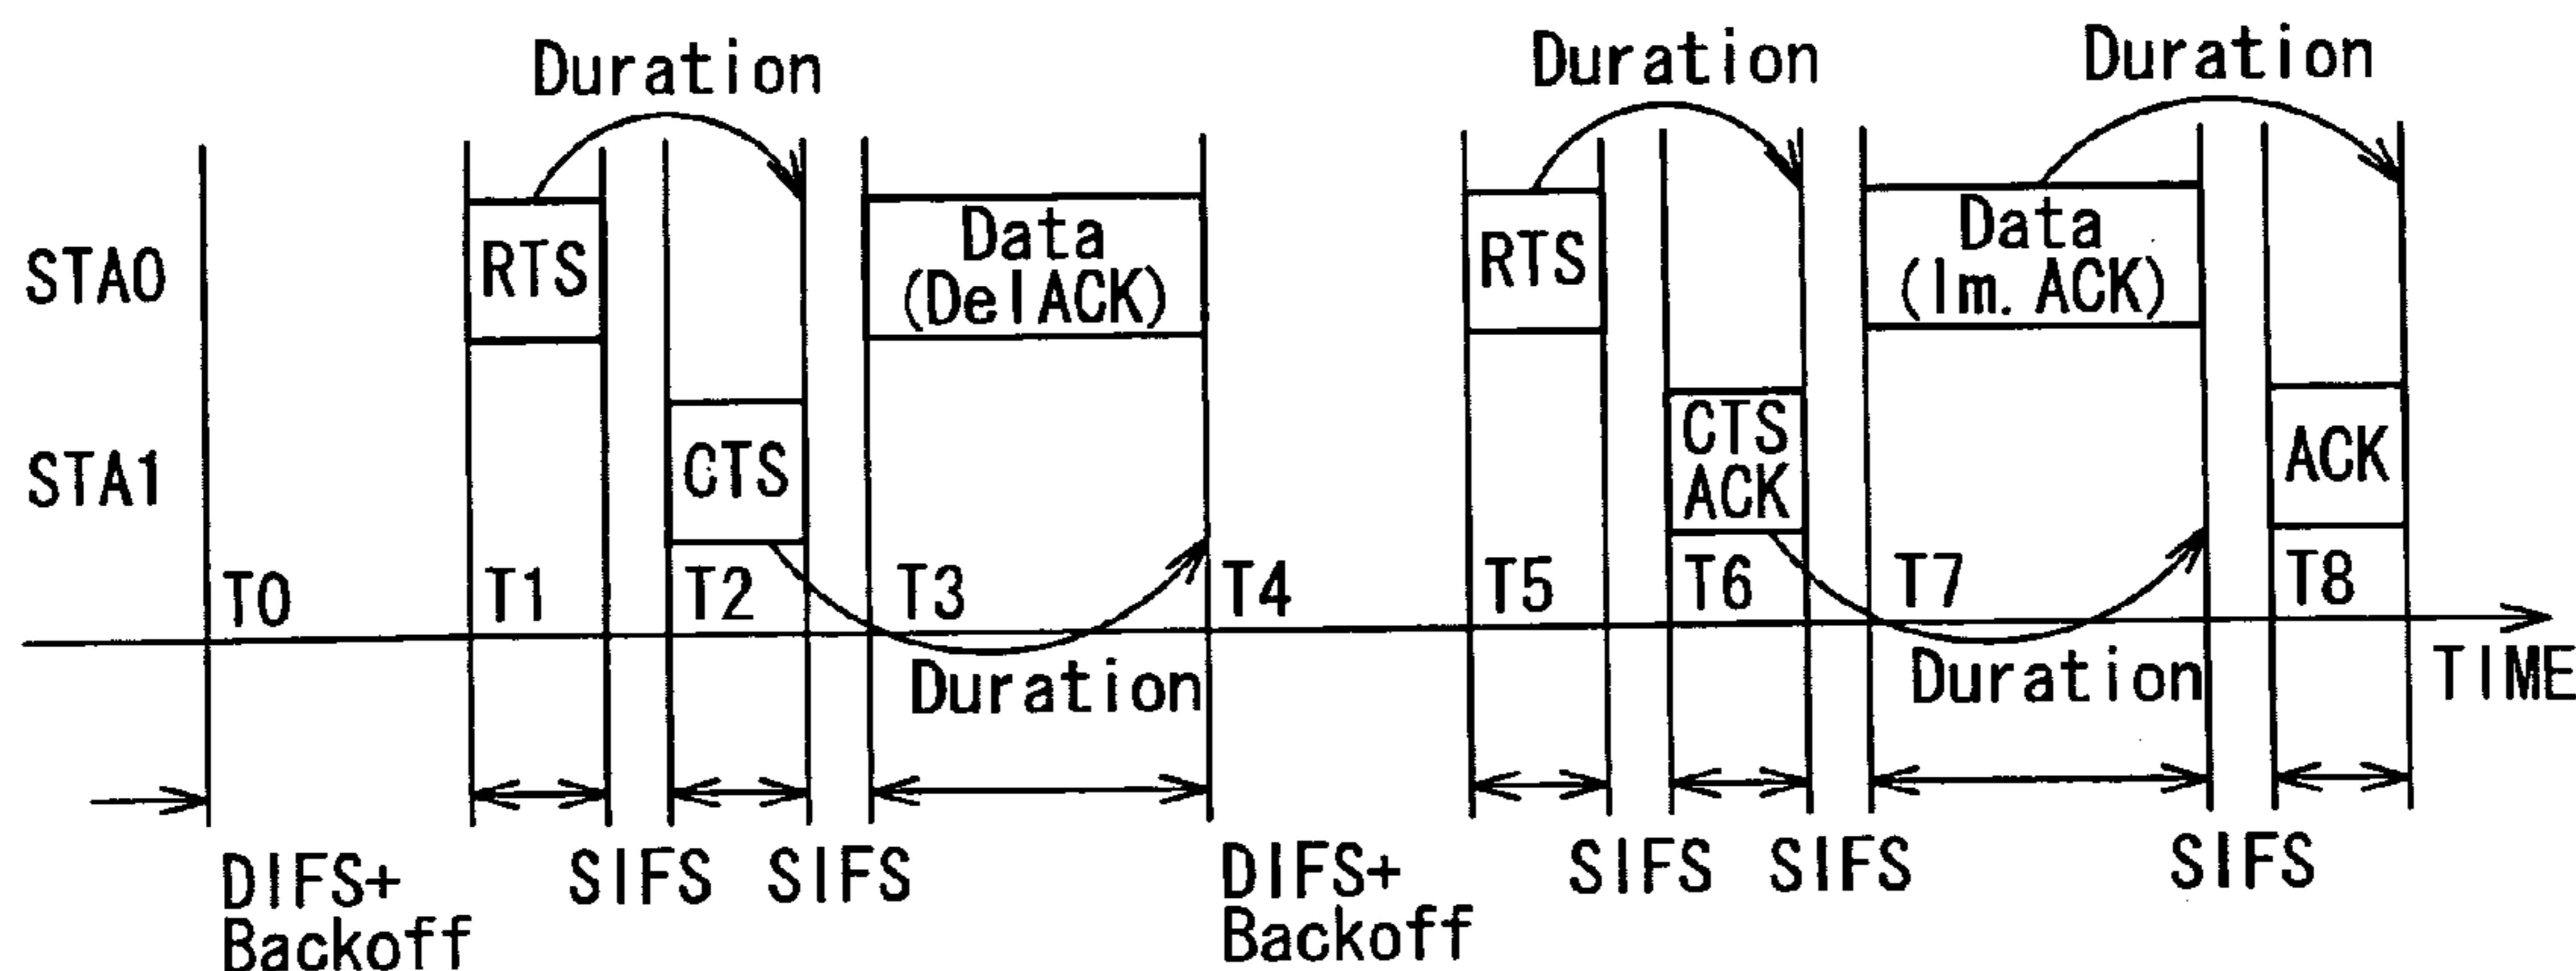 Duration Duration Duration
STA0 RTS Data RTS Data
(DelACK) (Im. ACK)
STA1 CTS CTS ACK
ACK
T0 T1 T2 T3 T4 T5 T6 T7 T8
Duration Duration TIME
DIFS+ SIFS SIFS DIFS+ SIFS SIFS SIFS
Backoff Backoff